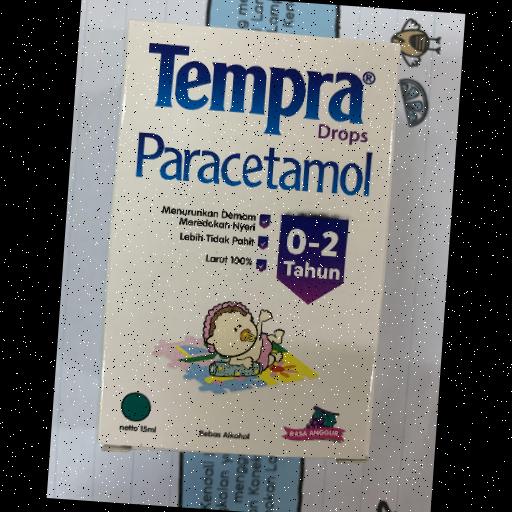 Tempra®
Drops
Paracetamol
Menurunkan Demam
Meredakan Nyeri
Lebih Tidak Pahit
Larut 100%
0-2
Tahun
netto 15ml
Bebas Alkohol
RASA ANGGUR